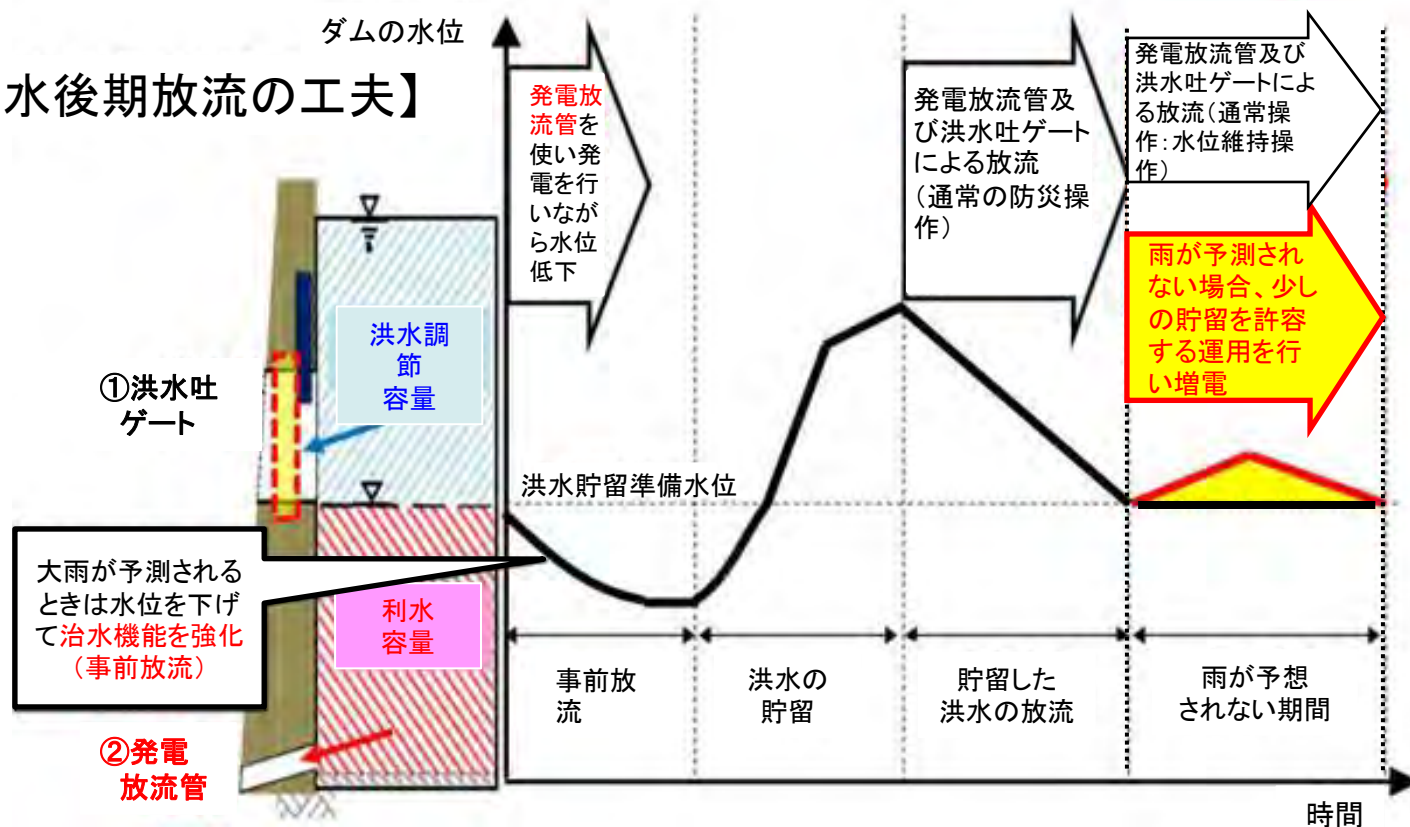 ダムの水位
水後期放流の工夫】
発電放
流管を
使い発
電を行
いなが
ら水位
低下
発電放流管及
び洪水吐ゲート
による放流
(通常の防災操
作)
発電放流管及び
洪水吐ゲートによ
る放流(通常操
作:水位維持操
作)
雨が予測され
ない場合、少し
の貯留を許容
する運用を行
い増電
洪水調
節
容量
①洪水吐
ゲート
洪水貯留準備水位
大雨が予測される
ときは水位を下げ
て治水機能を強化
(事前放流)
利水
容量
②発電
放流管
事前放
流
洪水の
貯留
貯留した
洪水の放流
雨が予想
されない期間
時間